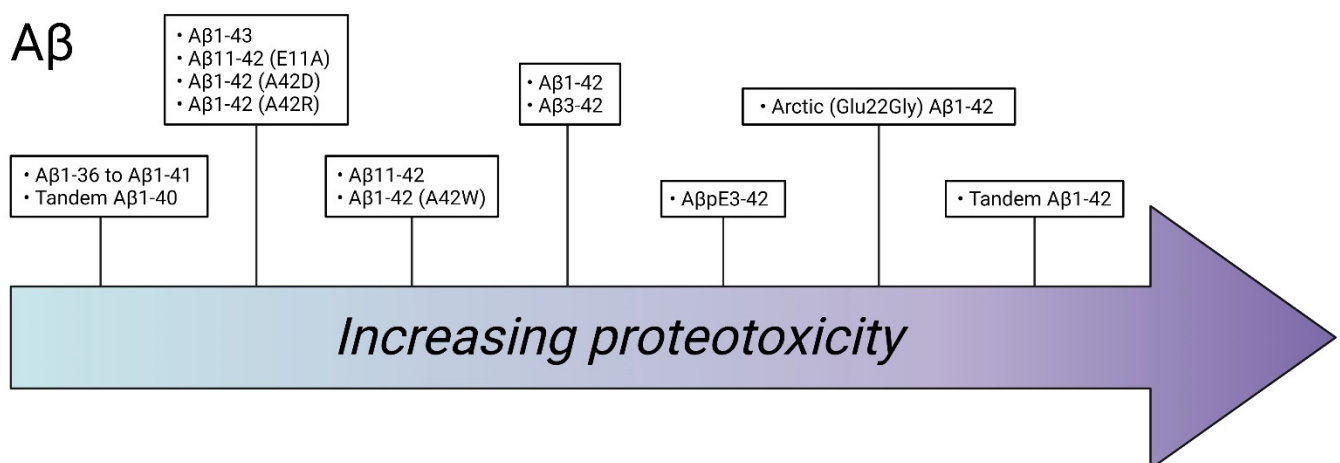 Aβ
• Aβ1-36 to Aβ1-41
• Tandem Aβ1-40
• Aβ1-43
• Aβ11-42 (E11A)
• Aβ1-42 (A42D)
• Aβ1-42 (A42R)
• Aβ11-42
• Aβ1-42 (A42W)
• Aβ1-42
• Aβ3-42
• AβpE3-42
• Arctic (Glu22Gly) Aβ1-42
• Tandem Aβ1-42
Increasing proteotoxicity